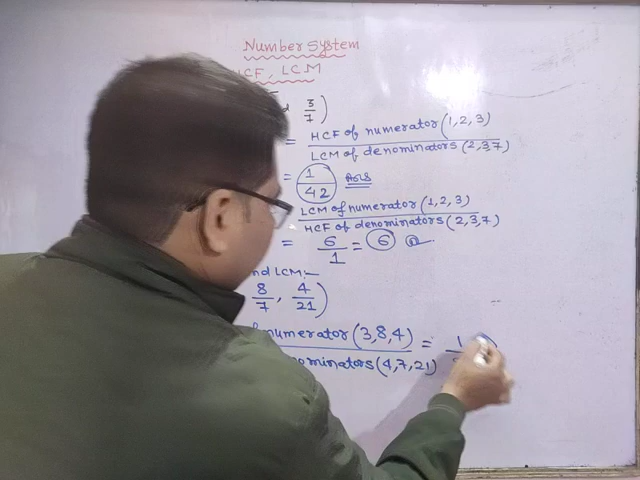 Number System
HCF, LCM
3/7)
= HCF of numerator (1, 2, 3) / LCM of denominators (2, 3, 7)
= 1/42 Ans
LCM of numerator (1, 2, 3) / HCF of denominators (2, 3, 7)
= 6/1 = 6
nd LCM:-
8/7, 4/21)
numerator (3, 8, 4) / ominators (4, 7, 21) = 1